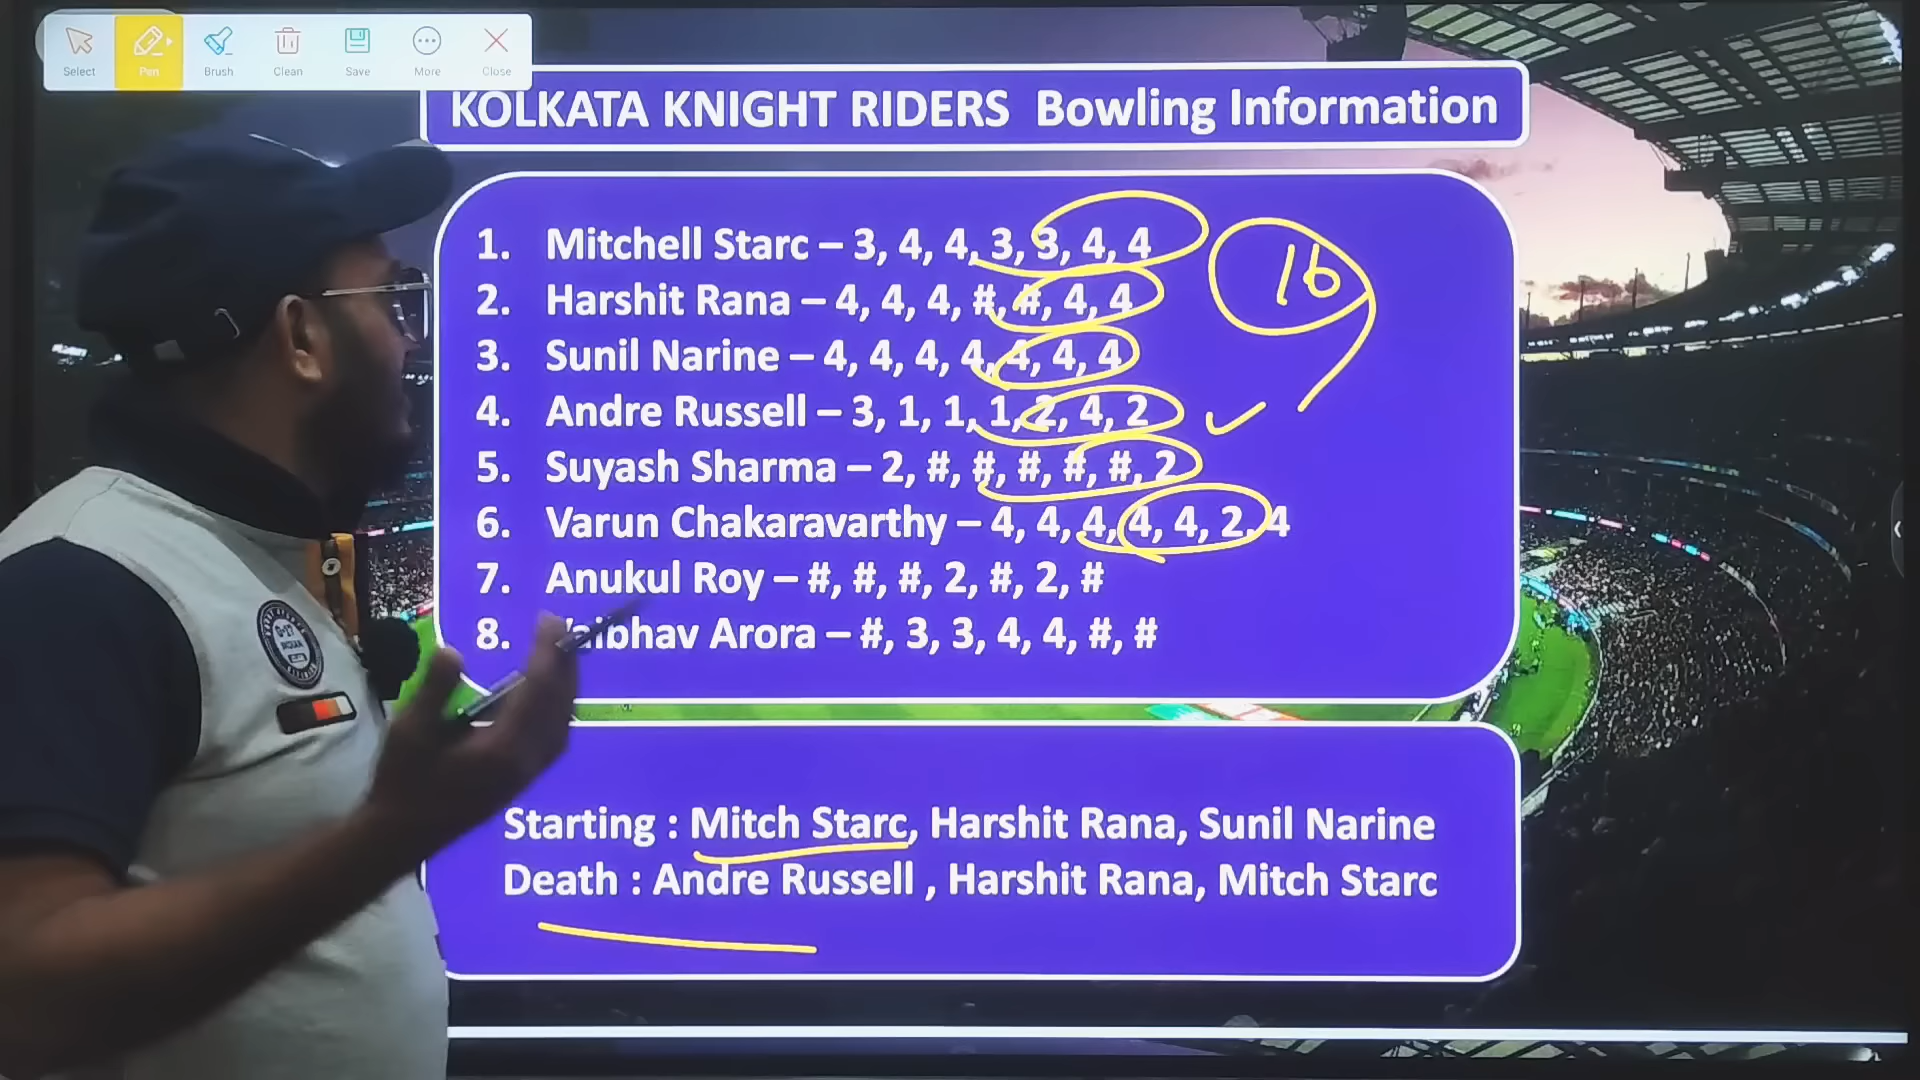 Select Pen Brush Clean Save More Close
KOLKATA KNIGHT RIDERS Bowling Information
1. Mitchell Starc – 3, 4, 4, 3, 3, 4, 4
16
2. Harshit Rana – 4, 4, 4, #, #, 4, 4
3. Sunil Narine – 4, 4, 4, 4, 4, 4, 4
4. Andre Russell – 3, 1, 1, 1, 2, 4, 2
5. Suyash Sharma – 2, #, #, #, #, #, 2
6. Varun Chakaravarthy – 4, 4, 4, 4, 4, 2, 4
7. Anukul Roy – #, #, #, 2, #, 2, #
8. Vaibhav Arora – #, 3, 3, 4, 4, #, #
Starting : Mitch Starc, Harshit Rana, Sunil Narine
Death : Andre Russell , Harshit Rana, Mitch Starc